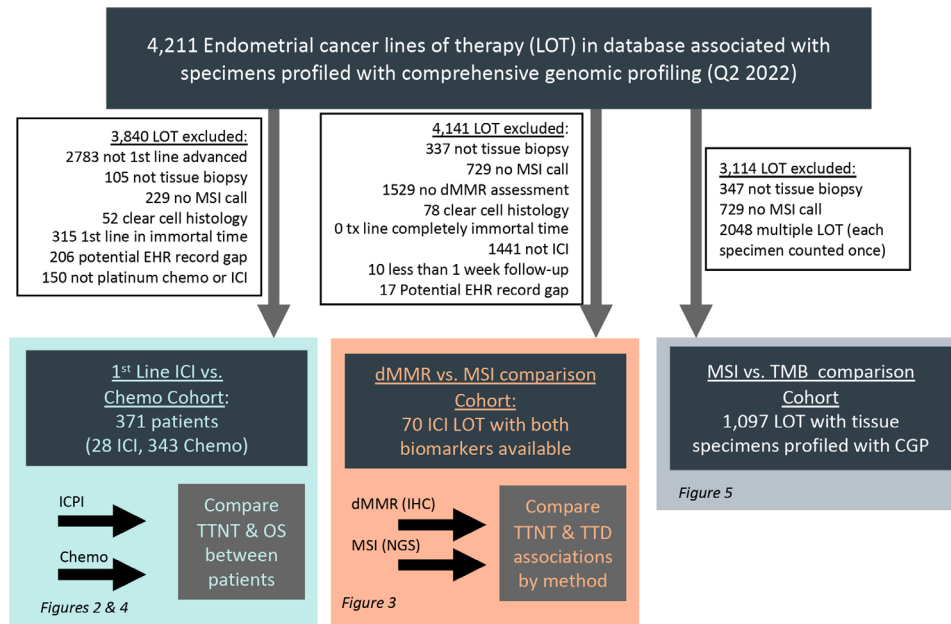 4,211 Endometrial cancer lines of therapy (LOT) in database associated with
specimens profiled with comprehensive genomic profiling (Q2 2022)
3,840 LOT excluded:
2783 not 1st line advanced
105 not tissue biopsy
229 no MSI call
52 clear cell histology
315 1st line in immortal time
206 potential EHR record gap
150 not platinum chemo or ICI
4,141 LOT excluded:
337 not tissue biopsy
729 no MSI call
1529 no dMMR assessment
78 clear cell histology
0 tx line completely immortal time
1441 not ICI
10 less than 1 week follow-up
17 Potential EHR record gap
3,114 LOT excluded:
347 not tissue biopsy
729 no MSI call
2048 multiple LOT (each
specimen counted once)
1st Line ICI vs.
Chemo Cohort:
371 patients
(28 ICI, 343 Chemo)
ICPI
Chemo
Compare
TTNT & OS
between
patients
Figures 2 & 4
dMMR vs. MSI comparison
Cohort:
70 ICI LOT with both
biomarkers available
dMMR (IHC)
MSI (NGS)
Compare
TTNT & TTD
associations
by method
Figure 3
MSI vs. TMB comparison
Cohort
1,097 LOT with tissue
specimens profiled with CGP
Figure 5